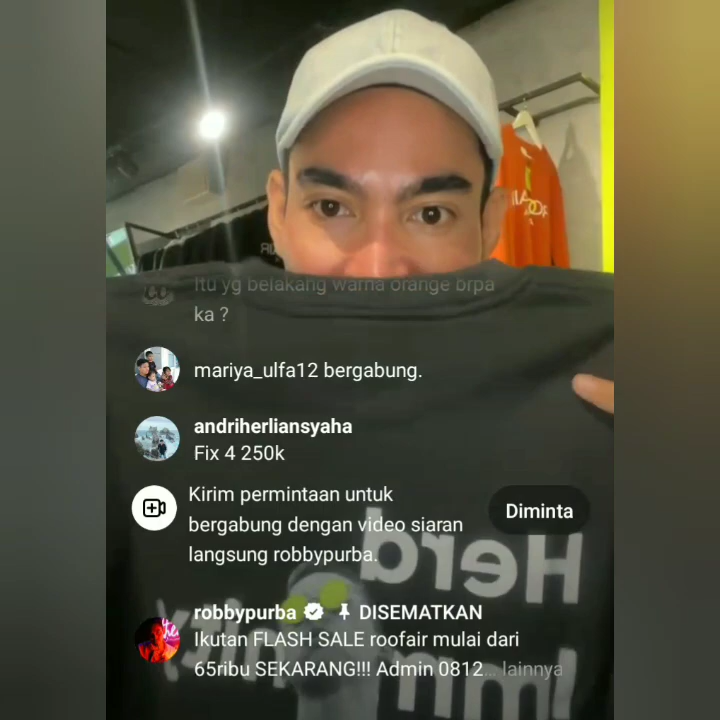 Itu yg belakang warna orange brpa
ka ?
mariya_ulfa12 bergabung.
andriherliansyaha
Fix 4 250k
Kirim permintaan untuk
bergabung dengan video siaran
langsung robbypurba.
Diminta
robbypurba DISEMATKAN
Ikutan FLASH SALE roofair mulai dari
65ribu SEKARANG!!! Admin 0812... lainnya
Herd